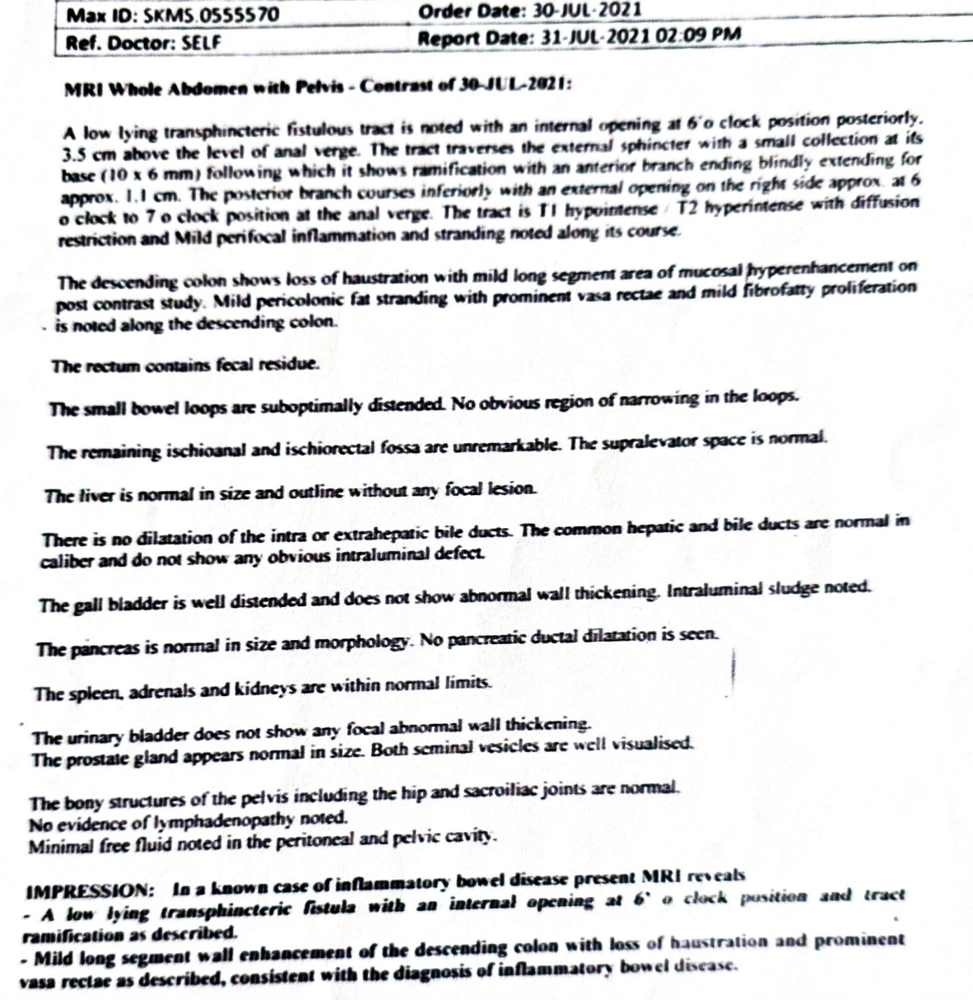 Max ID: SKMS.0555570
Order Date: 30-JUL-2021
Ref. Doctor: SELF
Report Date: 31-JUL-2021 02:09 PM
MRI Whole Abdomen with Pelvis - Contrast of 30-JUL-2021:
A low lying transphincteric fistulous tract is noted with an internal opening at 6'o clock position posteriorly,
3.5 cm above the level of anal verge. The tract traverses the external sphincter with a small collection at its
base (10 x 6 mm) following which it shows ramification with an anterior branch ending blindly extending for
approx. 1.1 cm. The posterior branch courses inferiorly with an external opening on the right side approx. at 6
o clock to 7 o clock position at the anal verge. The tract is T1 hypointense / T2 hyperintense with diffusion
restriction and Mild perifocal inflammation and stranding noted along its course.
The descending colon shows loss of haustration with mild long segment area of mucosal hyperenhancement on
post contrast study. Mild pericolonic fat stranding with prominent vasa rectae and mild fibrofatty proliferation
is noted along the descending colon.
The rectum contains fecal residue.
The small bowel loops are suboptimally distended. No obvious region of narrowing in the loops.
The remaining ischioanal and ischiorectal fossa are unremarkable. The supralevator space is normal.
The liver is normal in size and outline without any focal lesion.
There is no dilatation of the intra or extrahepatic bile ducts. The common hepatic and bile ducts are normal in
caliber and do not show any obvious intraluminal defect.
The gall bladder is well distended and does not show abnormal wall thickening. Intraluminal sludge noted.
The pancreas is normal in size and morphology. No pancreatic ductal dilatation is seen.
The spleen, adrenals and kidneys are within normal limits.
The urinary bladder does not show any focal abnormal wall thickening.
The prostate gland appears normal in size. Both seminal vesicles are well visualised.
The bony structures of the pelvis including the hip and sacroiliac joints are normal.
No evidence of lymphadenopathy noted.
Minimal free fluid noted in the peritoneal and pelvic cavity.
IMPRESSION: In a known case of inflammatory bowel disease present MRI reveals
- A low lying transphincteric fistula with an internal opening at 6' o clock position and tract
ramification as described.
- Mild long segment wall enhancement of the descending colon with loss of haustration and prominent
vasa rectae as described, consistent with the diagnosis of inflammatory bowel disease.